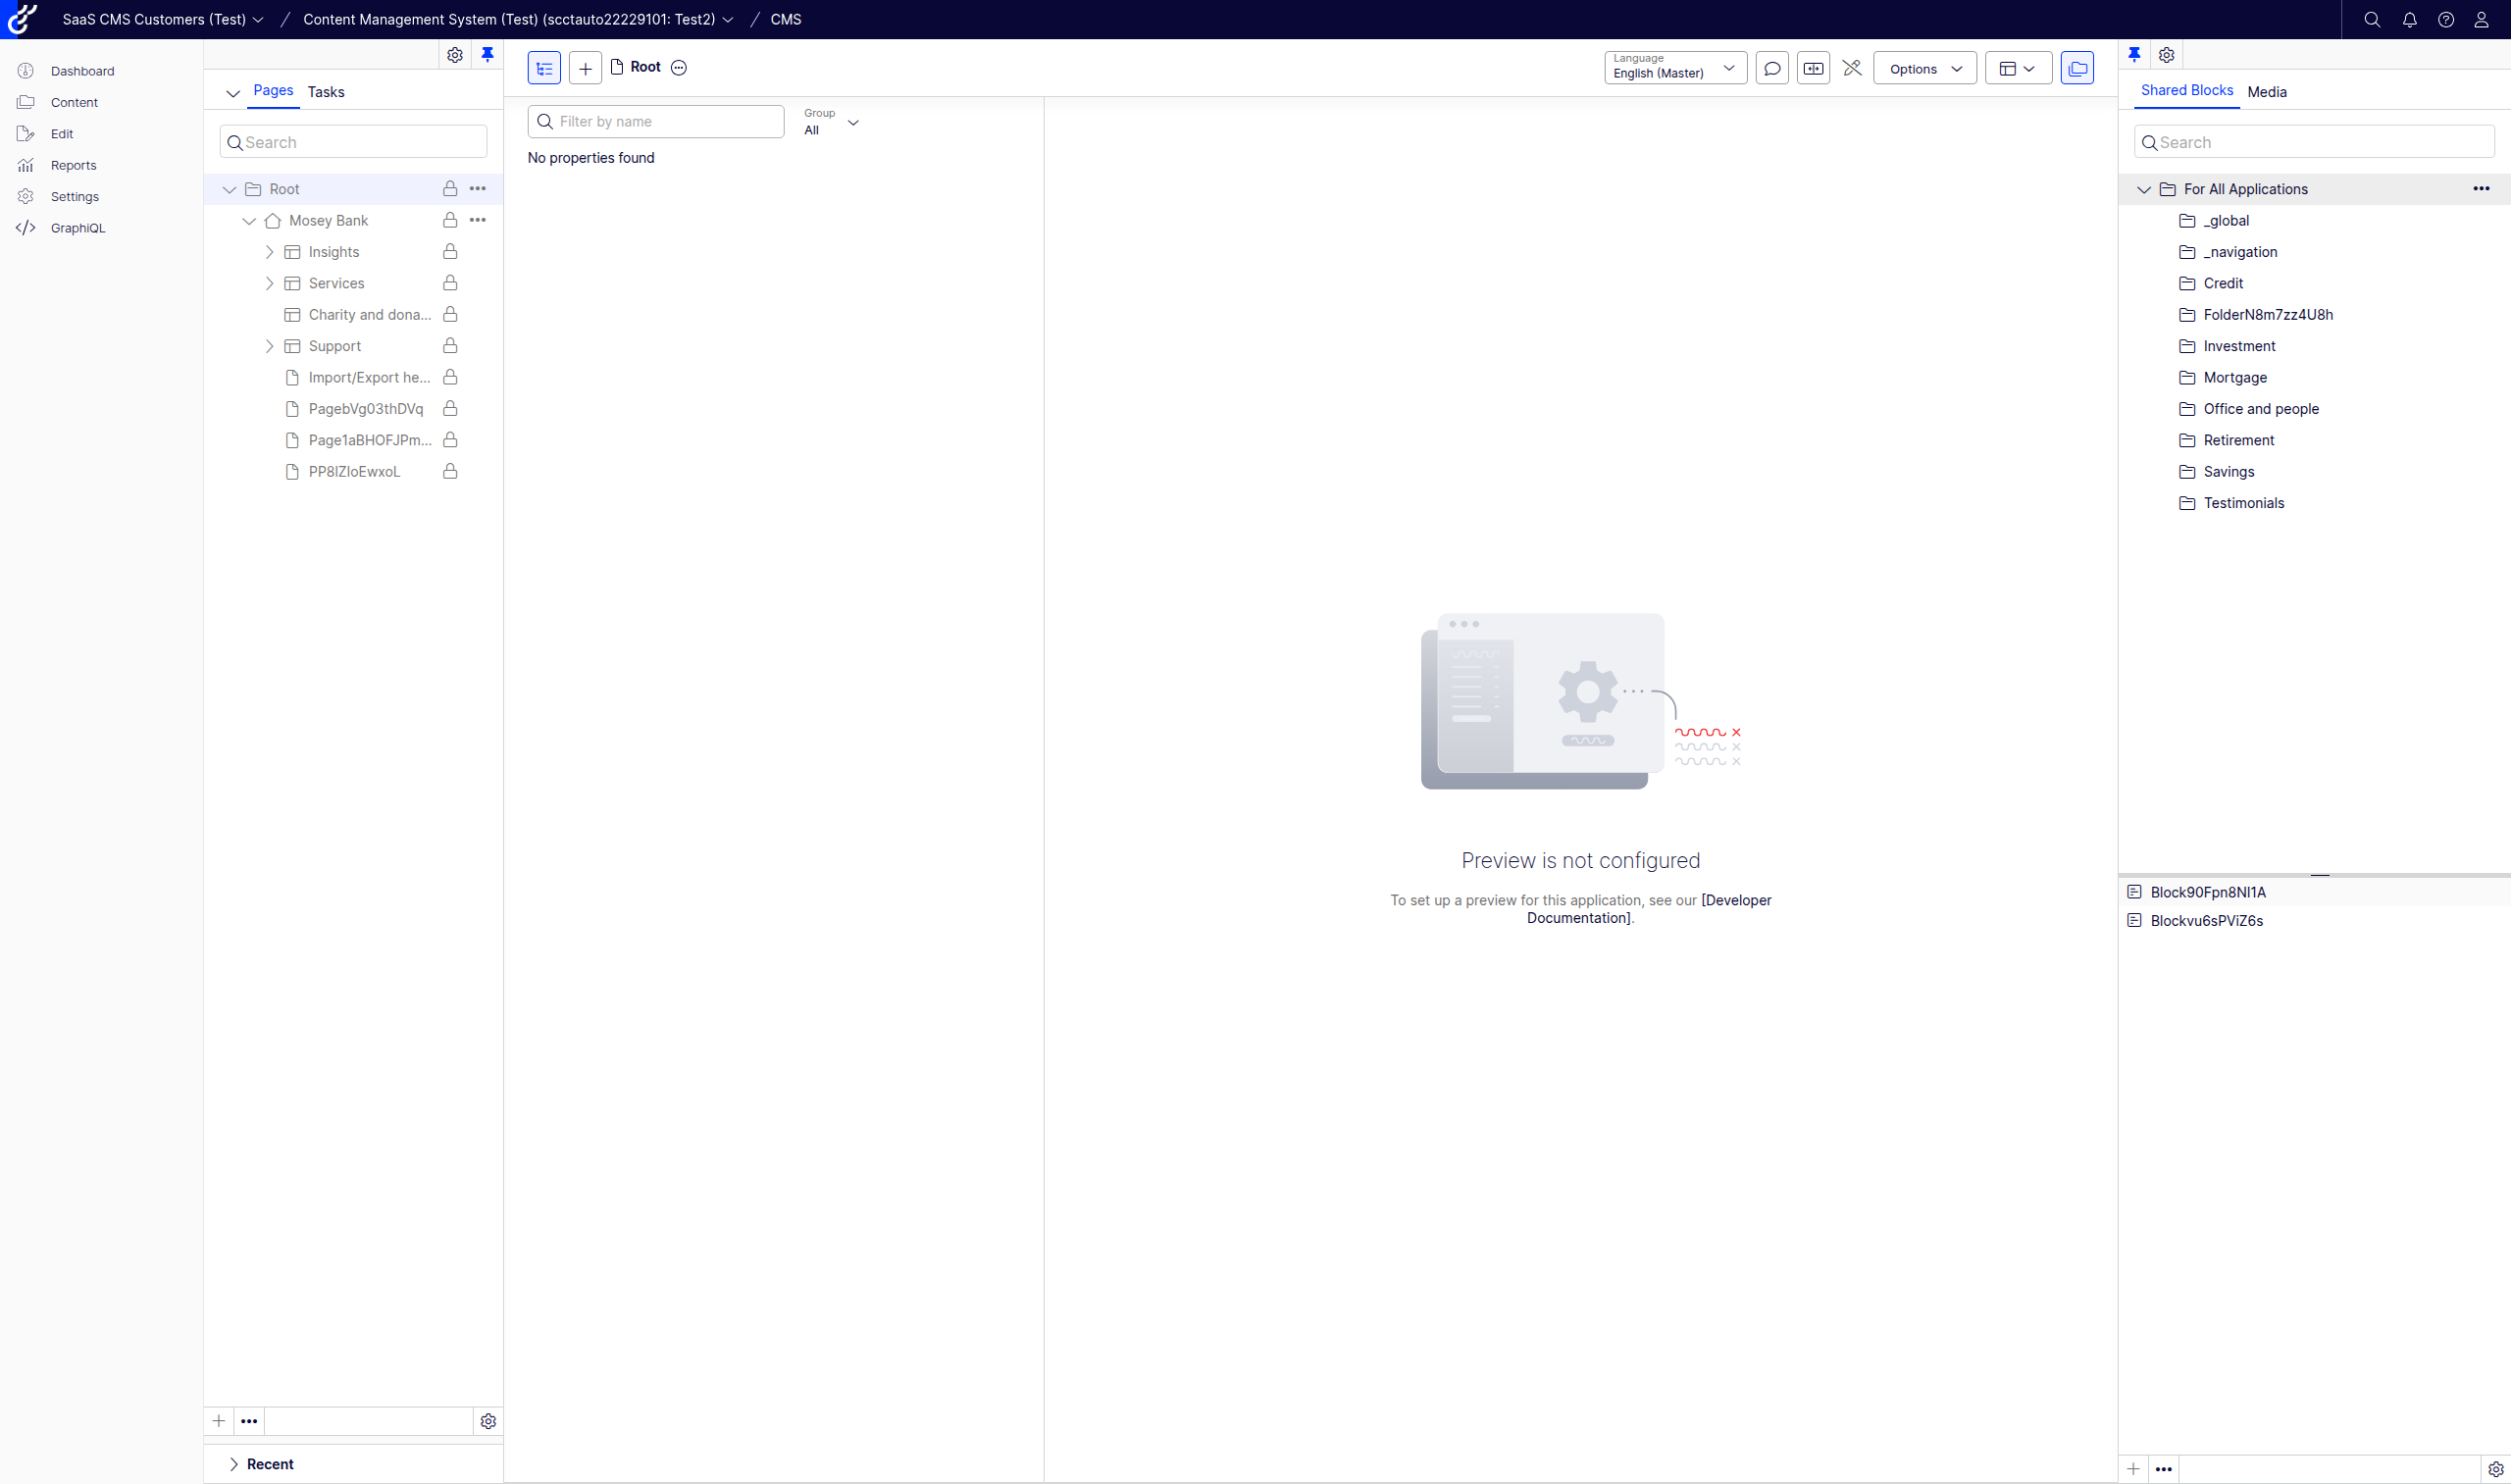 SaaS CMS Customers (Test) / Content Management System (Test) (scctauto22229101: Test2) / CMS
Dashboard
Content
Edit
Reports
Settings
GraphiQL
Pages Tasks
Search
Root
Mosey Bank
Insights
Services
Charity and dona...
Support
Import/Export he...
PagebVg03thDVq
Page1aBHOFJPm...
PP8IZIoEwxoL
Recent
Root
Language
English (Master)
Options
Filter by name
Group
All
No properties found
Preview is not configured
To set up a preview for this application, see our [Developer
Documentation].
Shared Blocks Media
Search
For All Applications
_global
_navigation
Credit
FolderN8m7zz4U8h
Investment
Mortgage
Office and people
Retirement
Savings
Testimonials
Block90Fpn8NI1A
Blockvu6sPViZ6s